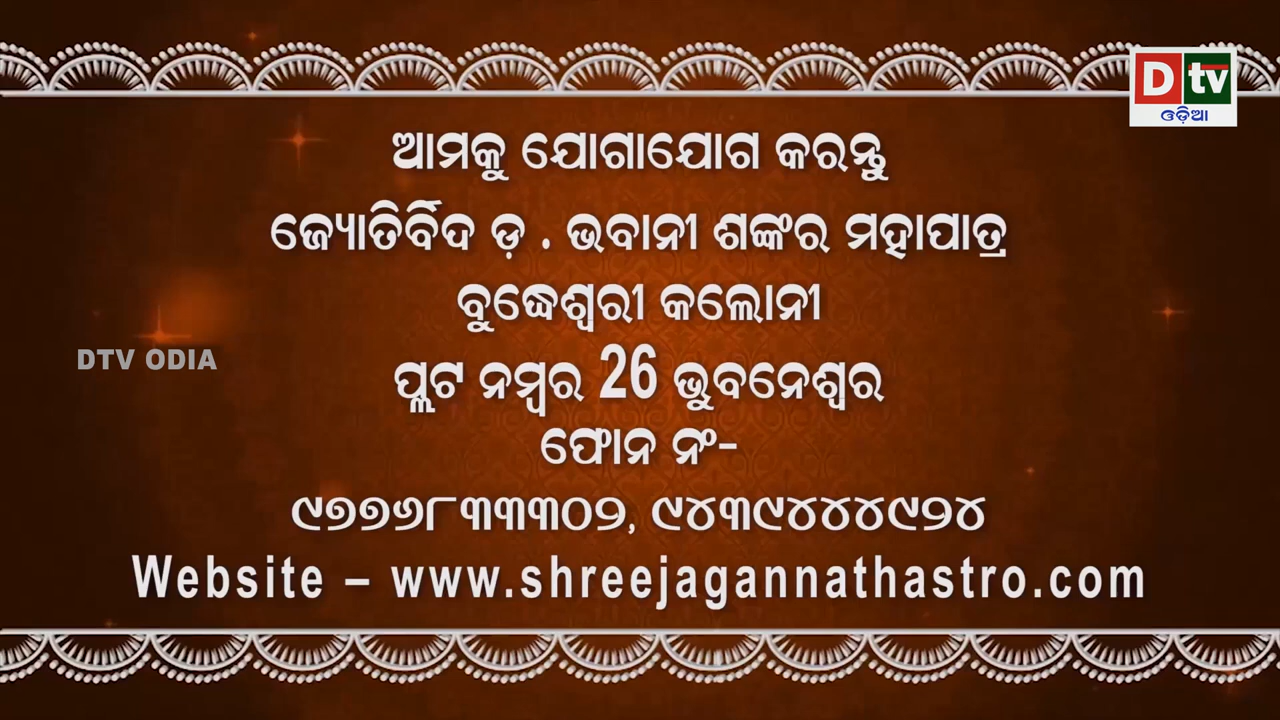 D tv
ଓଡ଼ିଆ
ଆମକୁ ଯୋଗାଯୋଗ କରନ୍ତୁ
ଜ୍ୟୋତିର୍ବିଦ ଡ଼ . ଭବାନୀ ଶଙ୍କର ମହାପାତ୍ର
ବୁଦ୍ଧେଶ୍ୱରୀ କଲୋନୀ
DTV ODIA
ପ୍ଲଟ ନମ୍ବର 26 ଭୁବନେଶ୍ୱର
ଫୋନ ନଂ-
୯୭୭୬୮୩୩୩୦୨, ୯୪୩୯୪୪୪୯୨୪
Website – www.shreejagannathastro.com